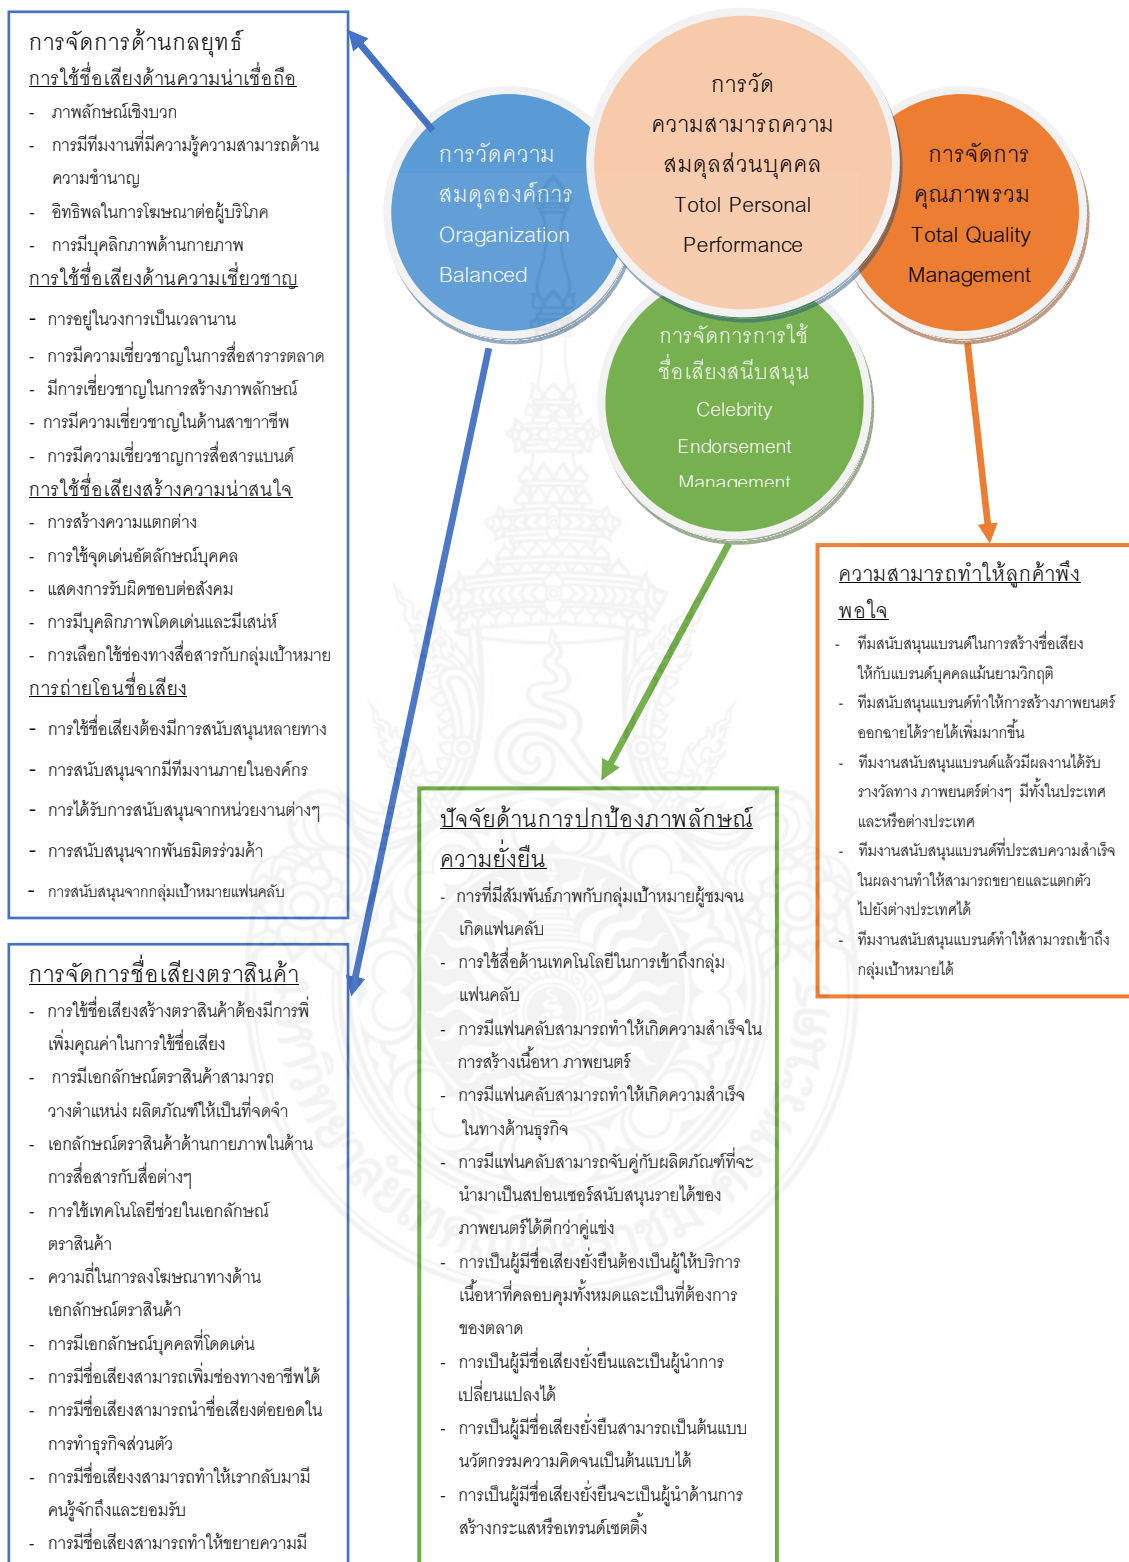 การจัดการด้านกลยุทธ์
การใช้ชื่อเสียงด้านความน่าเชื่อถือ
- ภาพลักษณ์เชิงบวก
- การมีทีมงานที่มีความรู้ความสามารถด้าน
ความชำนาญ
- อิทธิพลในการโฆษณาต่อผู้บริโภค
- การมีบุคลิกภาพด้านกายภาพ
การใช้ชื่อเสียงด้านความเชี่ยวชาญ
- การอยู่ในวงการเป็นเวลานาน
- การมีความเชี่ยวชาญในการสื่อสารารตลาด
- มีการเชี่ยวชาญในการสร้างภาพลักษณ์
- การมีความเชี่ยวชาญในด้านสาขาาชีพ
- การมีความเชี่ยวชาญการสื่อสารแบนด์
การใช้ชื่อเสียงสร้างความน่าสนใจ
- การสร้างความแตกต่าง
- การใช้จุดเด่นอัตลักษณ์บุคคล
- แสดงการรับผิดชอบต่อสังคม
- การมีบุคลิกภาพโดดเด่นและมีเสน่ห์
- การเลือกใช้ช่องทางสื่อสารกับกลุ่มเป้าหมาย
การถ่ายโอนชื่อเสียง
- การใช้ชื่อเสียงต้องมีการสนับสนุนหลายทาง
- การสนับสนุนจากมีทีมงานภายในองค์กร
- การได้รับการสนับสนุนจากหน่วยงานต่างๆ
- การสนับสนุนจากพันธมิตรร่วมค้า
- การสนับสนุนจากกลุ่มเป้าหมายแฟนคลับ
การวัดความ
สมดุลองค์การ
Oraganization
Balanced
การวัด
ความสามารถความ
สมดุลส่วนบุคคล
Totol Personal
Performance
การจัดการ
คุณภาพรวม
Total Quality
Management
การจัดการการใช้
ชื่อเสียงสนีบสนุน
Celebrity
Endorsement
Management
ความสามารถทำให้ลูกค้าพึง
พอใจ
- ทีมสนับสนุนแบรนด์ในการสร้างชื่อเสียง
ให้กับแบรนด์บุคคลแม้นยามวิกฤติ
- ทีมสนับสนุนแบรนด์ทำให้การสร้างภาพยนตร์
ออกฉายได้รายได้เพิ่มมากขึ้น
- ทีมงานสนับสนุนแบรนด์แล้วมีผลงานได้รับ
รางวัลทาง ภาพยนตร์ต่างๆ มีทั้งในประเทศ
และหรือต่างประเทศ
- ทีมงานสนับสนุนแบรนด์ที่ประสบความสำเร็จ
ในผลงานทำให้สามารถขยายและแตกตัว
ไปยังต่างประเทศได้
- ทีมงานสนับสนุนแบรนด์ทำให้สามารถเข้าถึง
กลุ่มเป้าหมายได้
ปัจจัยด้านการปกป้องภาพลักษณ์
ความยั่งยืน
- การที่มีสัมพันธ์ภาพกับกลุ่มเป้าหมายผู้ชมจน
เกิดแฟนคลับ
- การใช้สื่อด้านเทคโนโลยีในการเข้าถึงกลุ่ม
แฟนคลับ
- การมีแฟนคลับสามารถทำให้เกิดความสำเร็จใน
การสร้างเนื้อหา ภาพยนตร์
- การมีแฟนคลับสามารถทำให้เกิดความสำเร็จ
ในทางด้านธุรกิจ
- การมีแฟนคลับสามารถจับคู่กับผลิตภัณฑ์ที่จะ
นำมาเป็นสปอนเซอร์สนับสนุนรายได้ของ
ภาพยนตร์ได้ดีกว่าคู่แข่ง
- การเป็นผู้มีชื่อเสียงยั่งยืนต้องเป็นผู้ให้บริการ
เนื้อหาที่คลอบคุมทั้งหมดและเป็นที่ต้องการ
ของตลาด
- การเป็นผู้มีชื่อเสียงยั่งยืนและเป็นผู้นำการ
เปลี่ยนแปลงได้
- การเป็นผู้มีชื่อเสียงยั่งยืนสามารถเป็นต้นแบบ
นวัตกรรมความคิดจนเป็นต้นแบบได้
- การเป็นผู้มีชื่อเสียงยั่งยืนจะเป็นผู้นำด้านการ
สร้างกระแสหรือเทรนด์เซตติ้ง
การจัดการชื่อเสียงตราสินค้า
- การใช้ชื่อเสียงสร้างตราสินค้าต้องมีการพี่
เพิ่มคุณค่าในการใช้ชื่อเสียง
- การมีเอกลักษณ์ตราสินค้าสามารถ
วางตำแหน่ง ผลิตภัณฑ์ให้เป็นที่จดจำ
- เอกลักษณ์ตราสินค้าด้านกายภาพในด้าน
การสื่อสารกับสื่อต่างๆ
- การใช้เทคโนโลยีช่วยในเอกลักษณ์
ตราสินค้า
- ความถี่ในการลงโฆษณาทางด้าน
เอกลักษณ์ตราสินค้า
- การมีเอกลักษณ์บุคคลที่โดดเด่น
- การมีชื่อเสียงสามารถเพิ่มช่องทางอาชีพได้
- การมีชื่อเสียงสามารถนำชื่อเสียงต่อยอดใน
การทำธุรกิจส่วนตัว
- การมีชื่อเสียงงสามารถทำให้เรากลับมามี
คนรู้จักถึงและยอมรับ
- การมีชื่อเสียงสามารถทำให้ขยายความมี